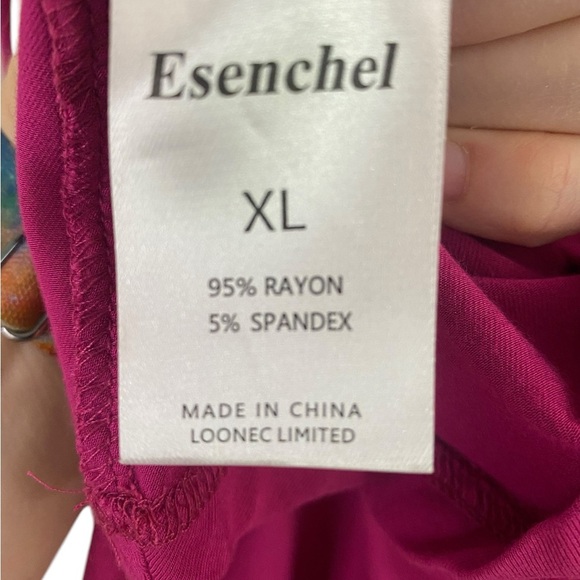 Esenchel
XL
95% RAYON
5% SPANDEX
MADE IN CHINA
LOONEC LIMITED